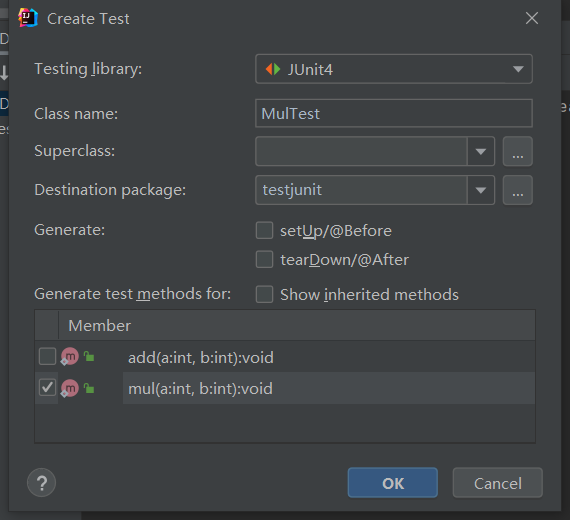 Create Test
Testing library: JUnit4
Class name: MulTest
Superclass: ...
Destination package: testjunit ...
Generate: setUp/@Before
tearDown/@After
Generate test methods for: Show inherited methods
Member
m add(a:int, b:int):void
m mul(a:int, b:int):void
? OK Cancel